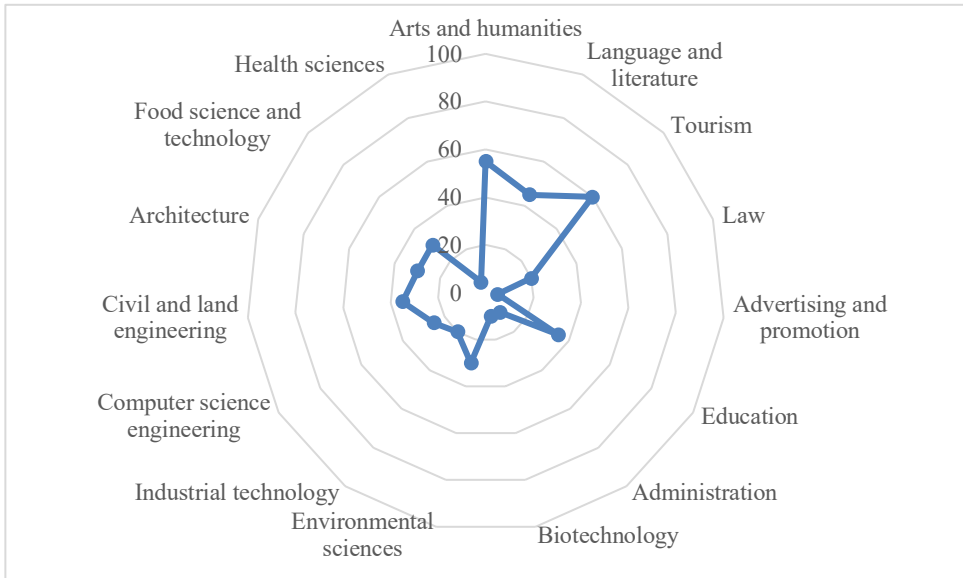 Arts and humanities
Language and
literature
Tourism
Law
Advertising and
promotion
Education
Administration
Biotechnology
Environmental
sciences
Industrial technology
Computer science
engineering
Civil and land
engineering
Architecture
Food science and
technology
Health sciences
100
80
60
40
20
0